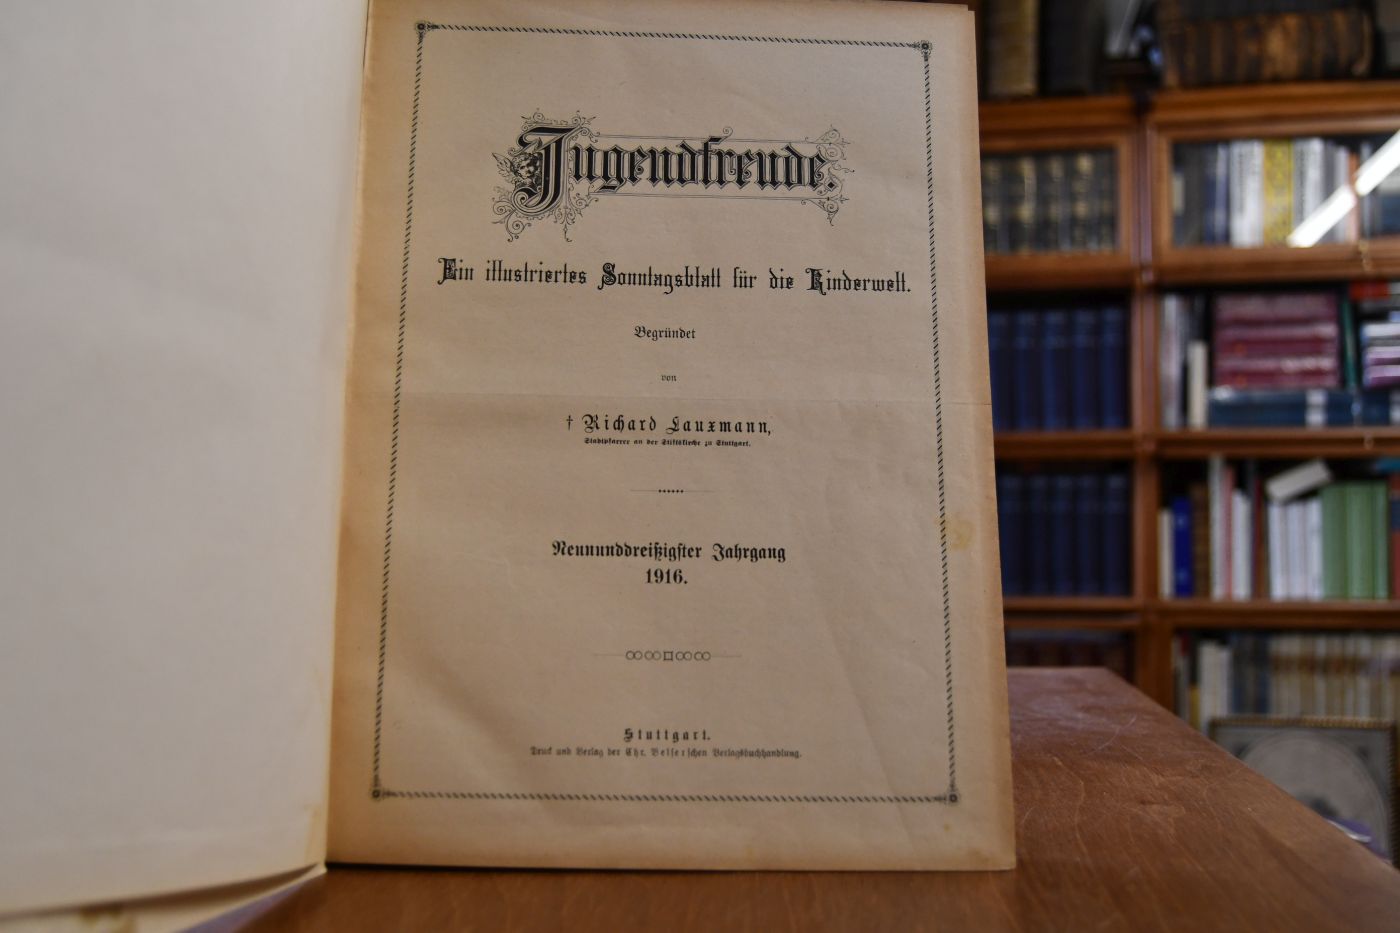 Jugendfreude.
Ein illustriertes Sonntagsblatt für die Kinderwelt.
Begründet
von
† Richard Lauxmann,
Stadtpfarrer an der Stiftskirche zu Stuttgart.
Neununddreißigster Jahrgang
1916.
Stuttgart.
Druck und Verlag der Chr. Belser'schen Verlagsbuchhandlung.